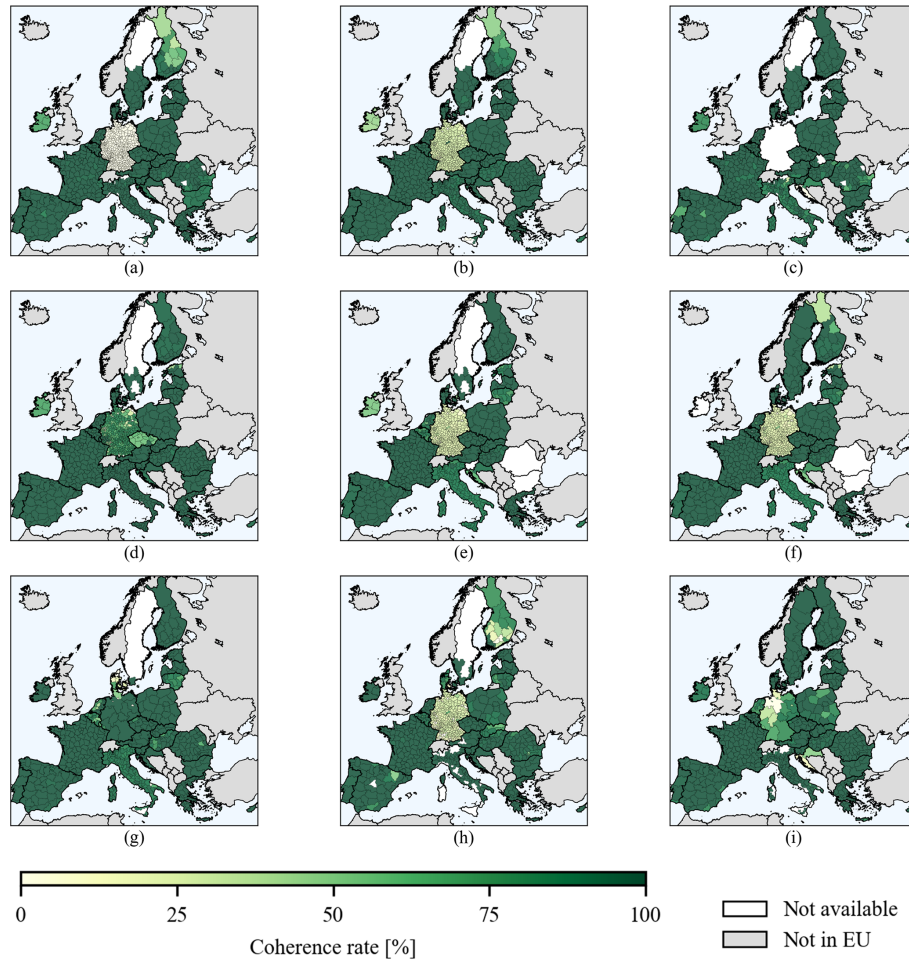 (a) (b) (c)
(d) (e) (f)
(g) (h) (i)
0 25 50 75 100
Coherence rate [%]
Not available
Not in EU